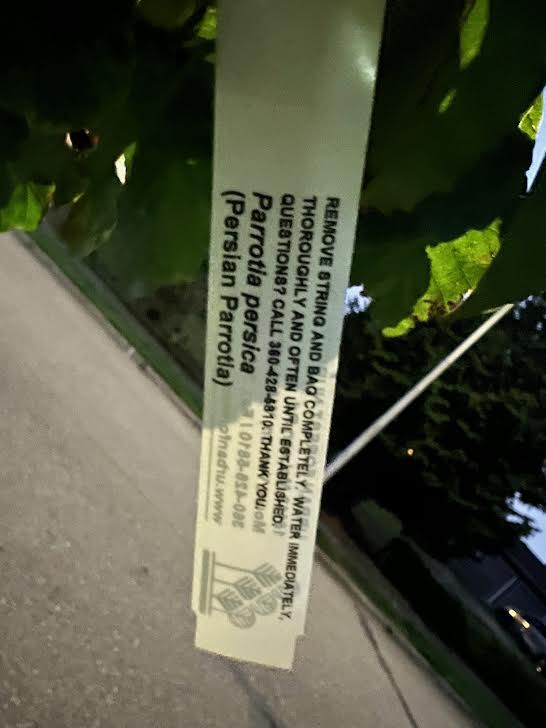 REMOVE STRING AND BAG COMPLETELY. WATER IMMEDIATELY,
THOROUGHLY AND OFTEN UNTIL ESTABLISHED.
QUESTIONS? CALL 360-428-5810. THANK YOU.
Parrotia persica
(Persian Parrotia)